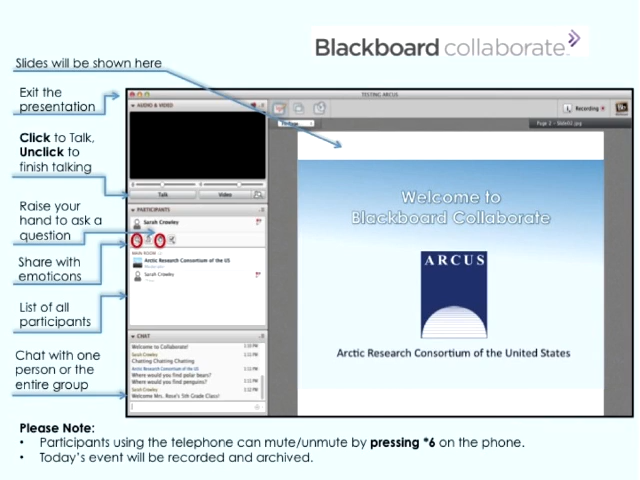 Blackboard collaborate
Slides will be shown here
Exit the
presentation
Click to Talk,
Unclick to
finish talking
Raise your
hand to ask a
question
Share with
emoticons
List of all
participants
Chat with one
person or the
entire group
TESTING ARCUS
AUDIO & VIDEO
Talk
Video
PARTICIPANTS
Sarah Crowley
MAIN ROOM
Arctic Research Consortium of the US
Sarah Crowley
CHAT
Welcome to Collaborate!
Sarah Crowley
Chatting Chatting Chatting
Arctic Research Consortium of the US
Where would you find polar bears?
Where would you find penguins?
Sarah Crowley
Welcome Mrs. Rose's 5th Grade Class!
Recording
Welcome to
Blackboard Collaborate
ARCUS
Arctic Research Consortium of the United States
Please Note:
• Participants using the telephone can mute/unmute by pressing *6 on the phone.
• Today's event will be recorded and archived.